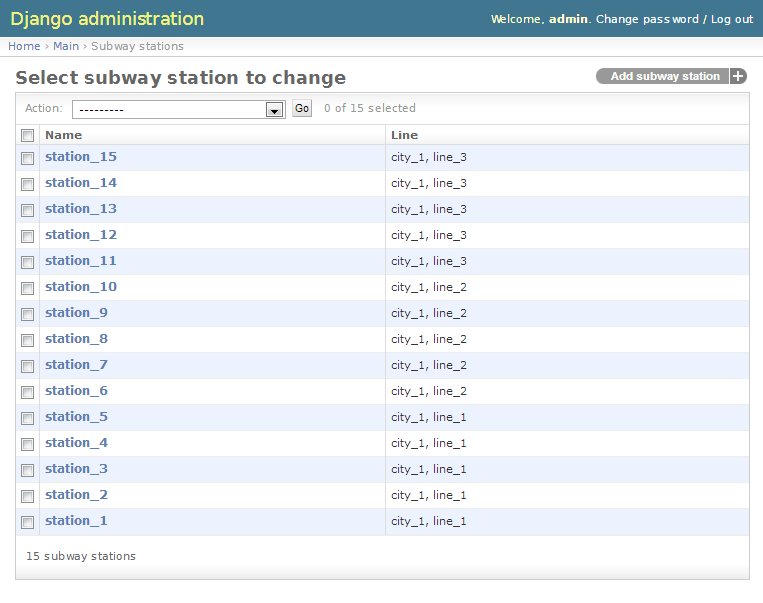 Django administration
Welcome, admin. Change password / Log out
Home › Main › Subway stations
Select subway station to change
Add subway station +
Action: --------- Go 0 of 15 selected
Name Line
station_15 city_1, line_3
station_14 city_1, line_3
station_13 city_1, line_3
station_12 city_1, line_3
station_11 city_1, line_3
station_10 city_1, line_2
station_9 city_1, line_2
station_8 city_1, line_2
station_7 city_1, line_2
station_6 city_1, line_2
station_5 city_1, line_1
station_4 city_1, line_1
station_3 city_1, line_1
station_2 city_1, line_1
station_1 city_1, line_1
15 subway stations